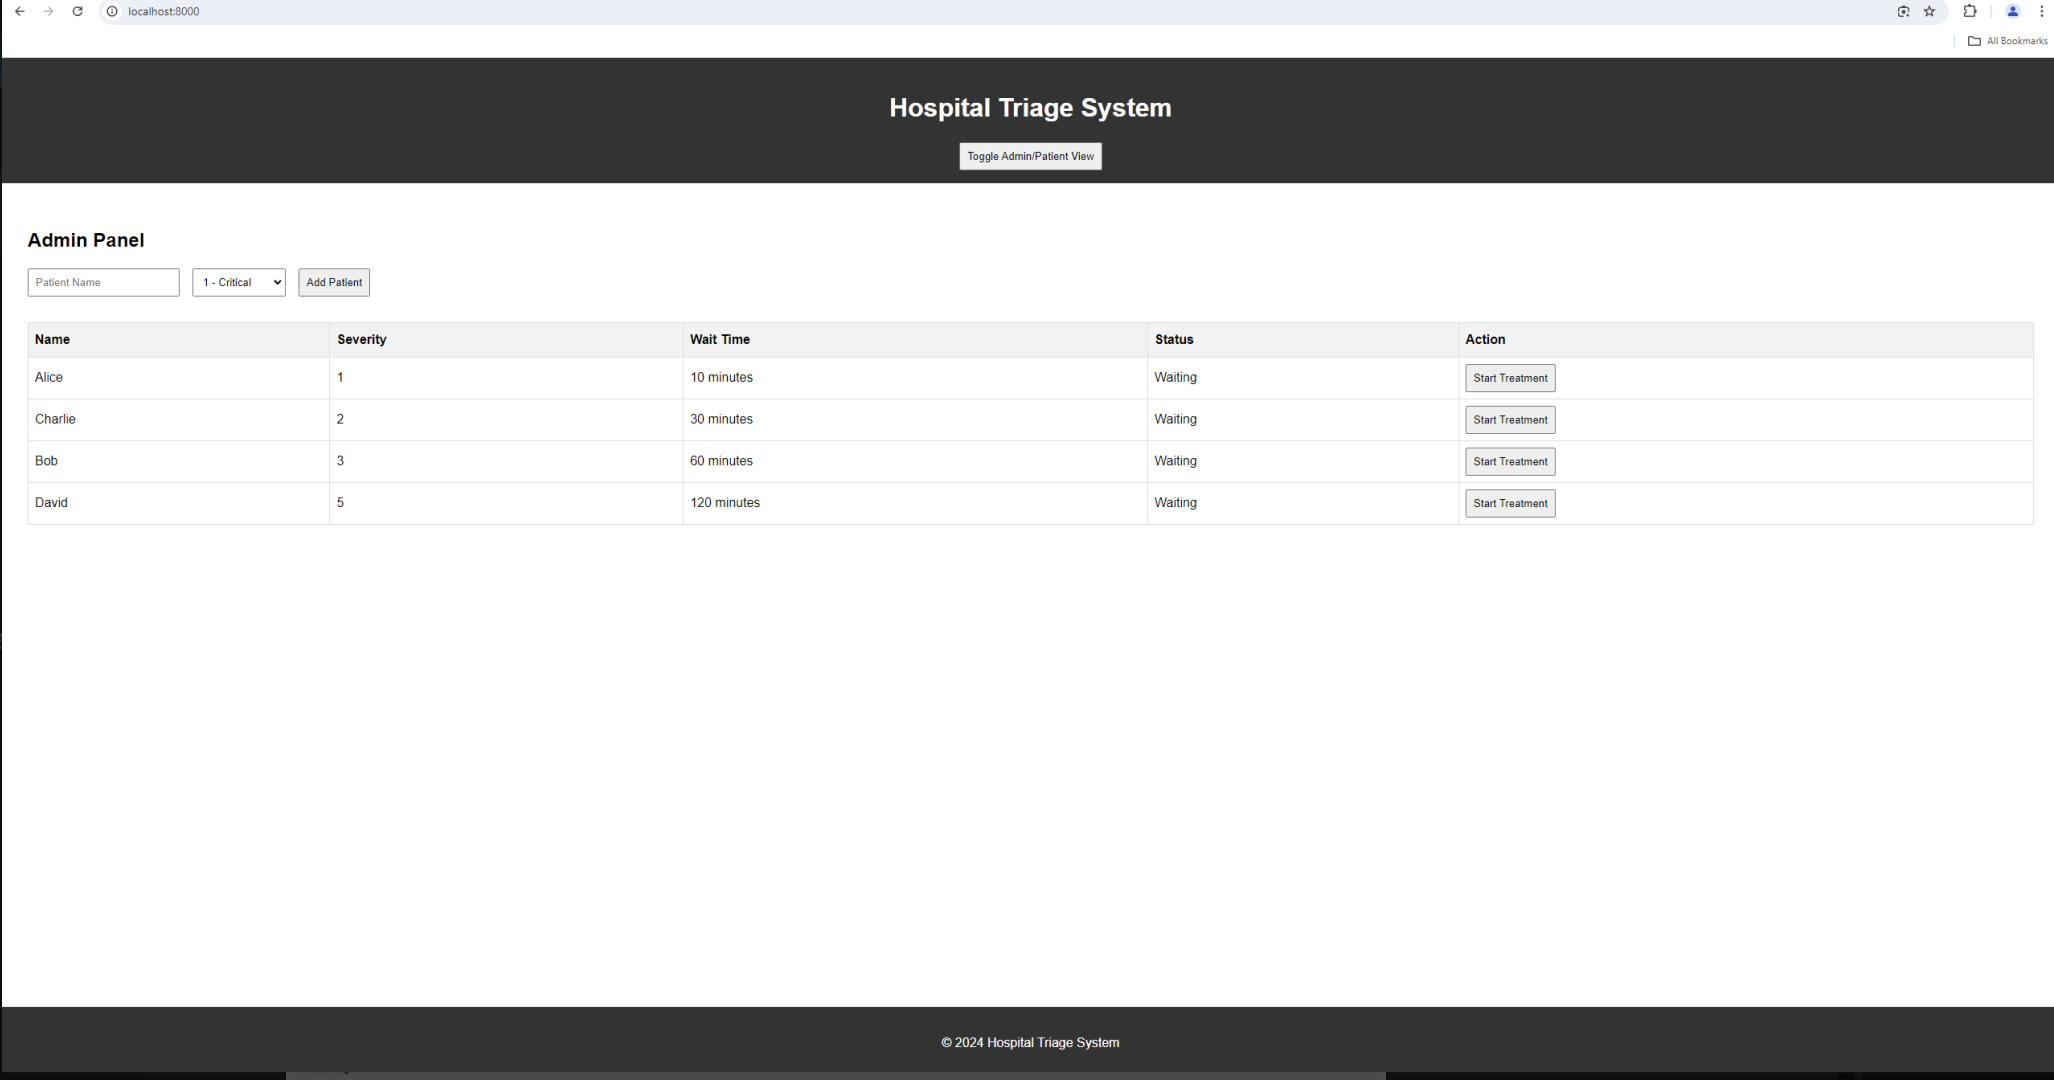 localhost:8000
All Bookmarks
Hospital Triage System
Toggle Admin/Patient View
Admin Panel
Patient Name 1 - Critical Add Patient
Name Severity Wait Time Status Action
Alice 1 10 minutes Waiting Start Treatment
Charlie 2 30 minutes Waiting Start Treatment
Bob 3 60 minutes Waiting Start Treatment
David 5 120 minutes Waiting Start Treatment
© 2024 Hospital Triage System